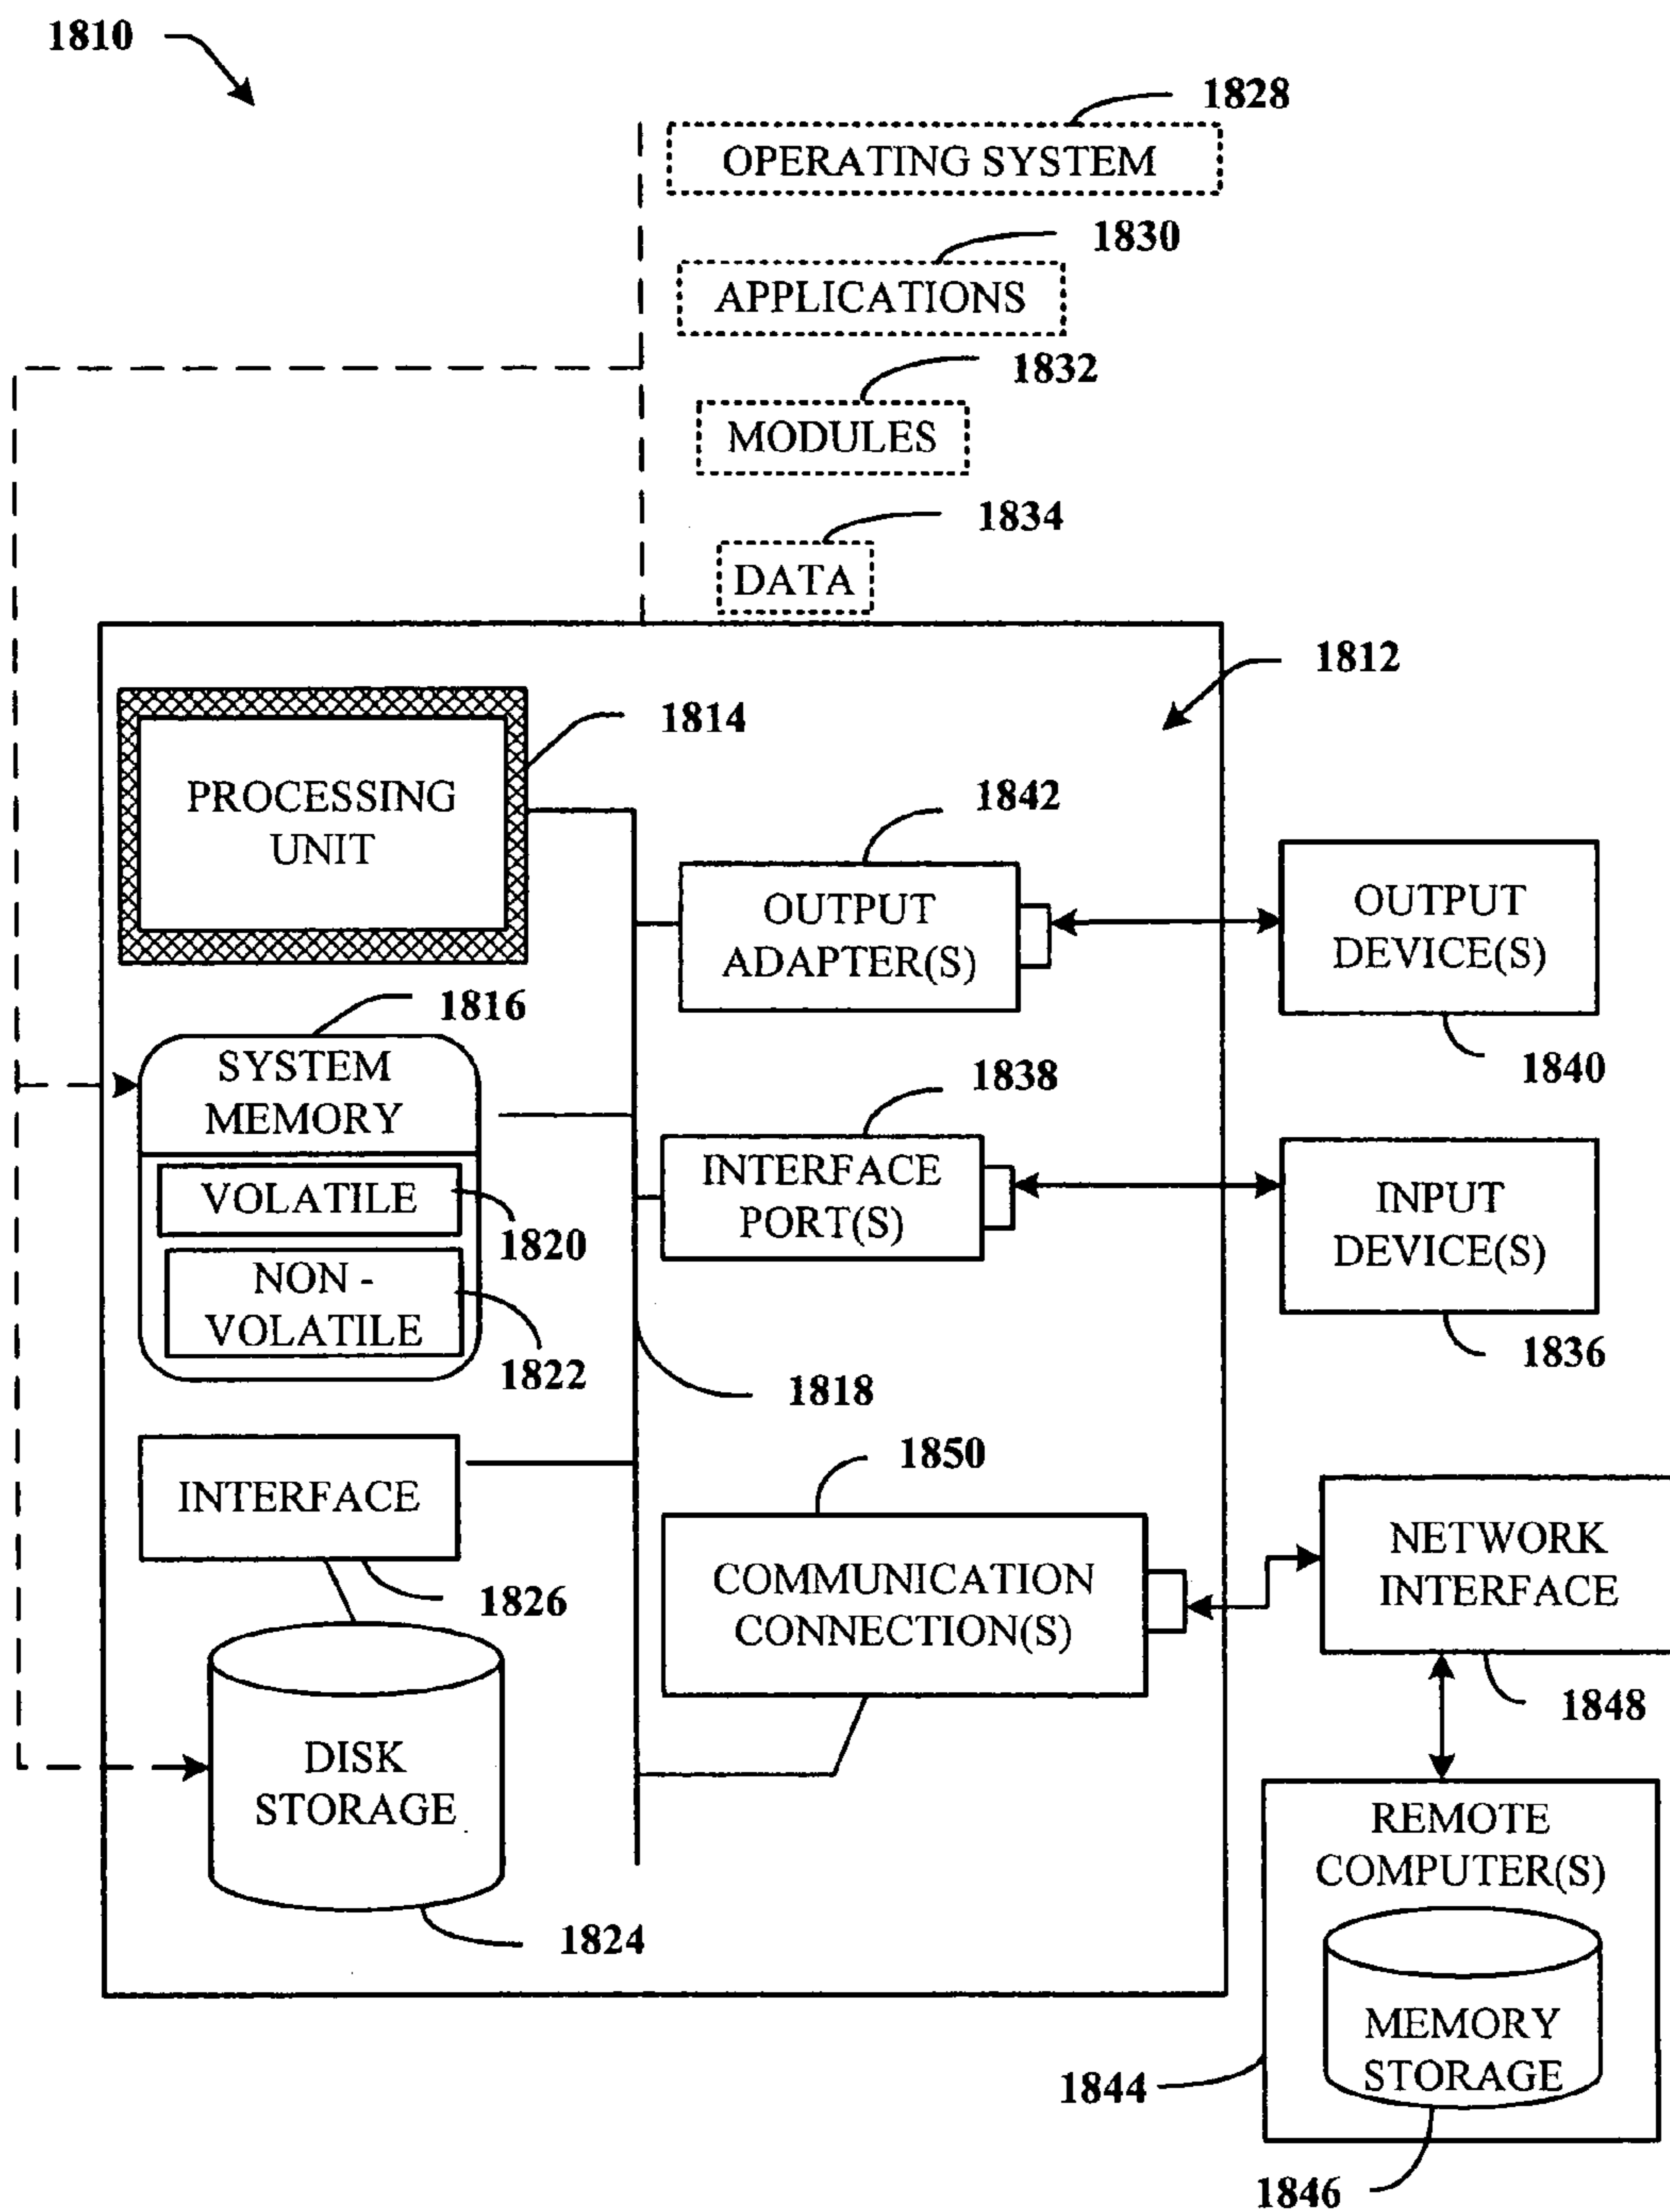 1810
1828
OPERATING SYSTEM
1830
APPLICATIONS
1832
MODULES
1834
DATA
1812
1814
PROCESSING
UNIT
1842
OUTPUT
ADAPTER(S)
OUTPUT
DEVICE(S)
1840
1816
SYSTEM
MEMORY
VOLATILE
1820
NON -
VOLATILE
1822
1838
INTERFACE
PORT(S)
INPUT
DEVICE(S)
1836
1818
INTERFACE
1826
1850
COMMUNICATION
CONNECTION(S)
NETWORK
INTERFACE
1848
DISK
STORAGE
1824
REMOTE
COMPUTER(S)
MEMORY
STORAGE
1844
1846